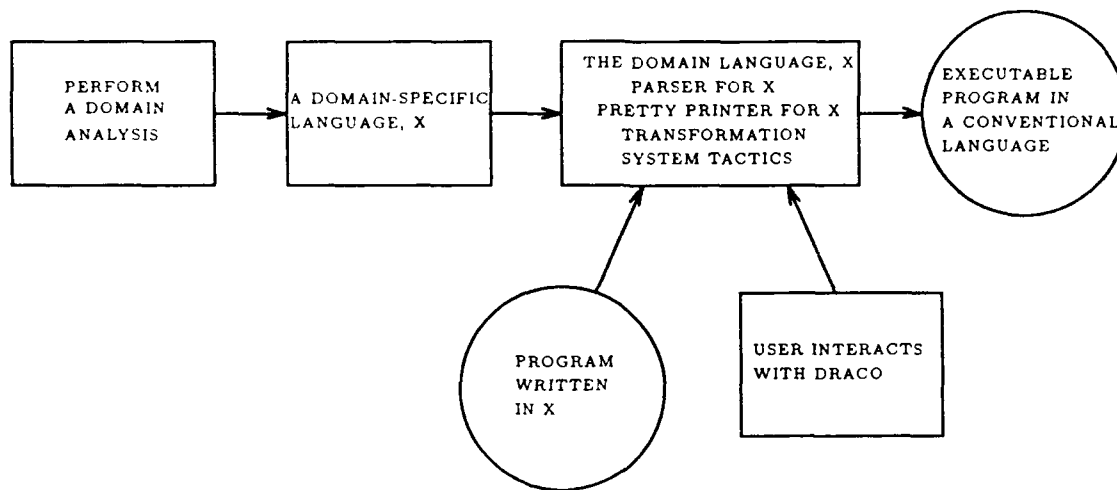 PERFORM
A DOMAIN
ANALYSIS
A DOMAIN-SPECIFIC
LANGUAGE, X
THE DOMAIN LANGUAGE, X
PARSER FOR X
PRETTY PRINTER FOR X
TRANSFORMATION
SYSTEM TACTICS
EXECUTABLE
PROGRAM IN
A CONVENTIONAL
LANGUAGE
PROGRAM
WRITTEN
IN X
USER INTERACTS
WITH DRACO